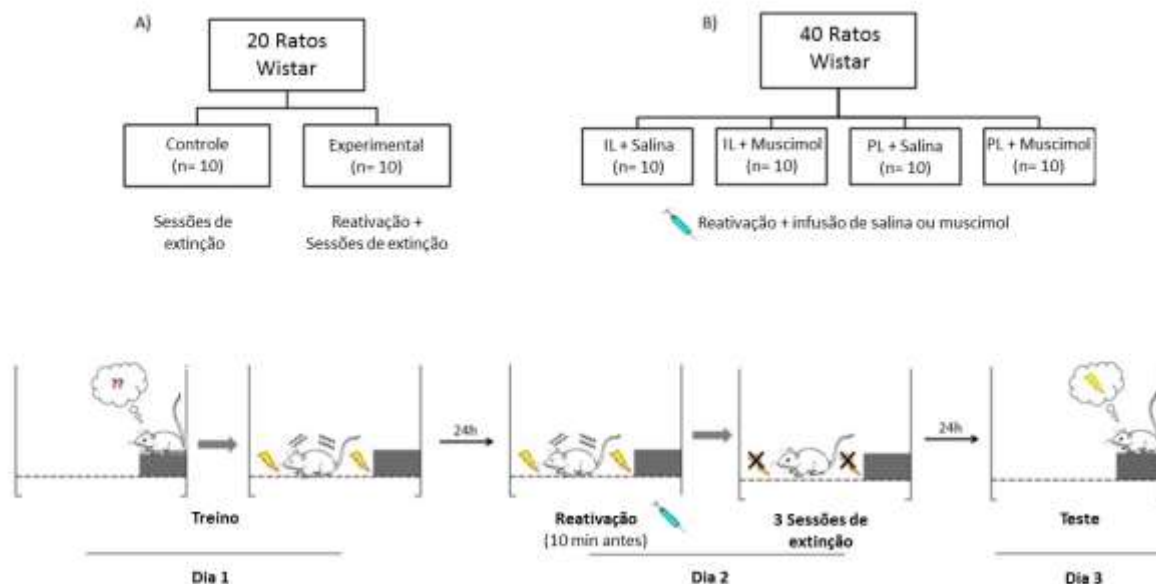 A)
20 Ratos
Wistar
Controle
(n= 10)
Experimental
(n= 10)
Sessões de
extinção
Reativação +
Sessões de extinção
B)
40 Ratos
Wistar
IL + Salina
(n= 10)
IL + Muscimol
(n= 10)
PL + Salina
(n= 10)
PL + Muscimol
(n= 10)
Reativação + infusão de salina ou muscimol
??
24h
24h
Treino
Reativação
(10 min antes)
3 Sessões de
extinção
Teste
Dia 1
Dia 2
Dia 3